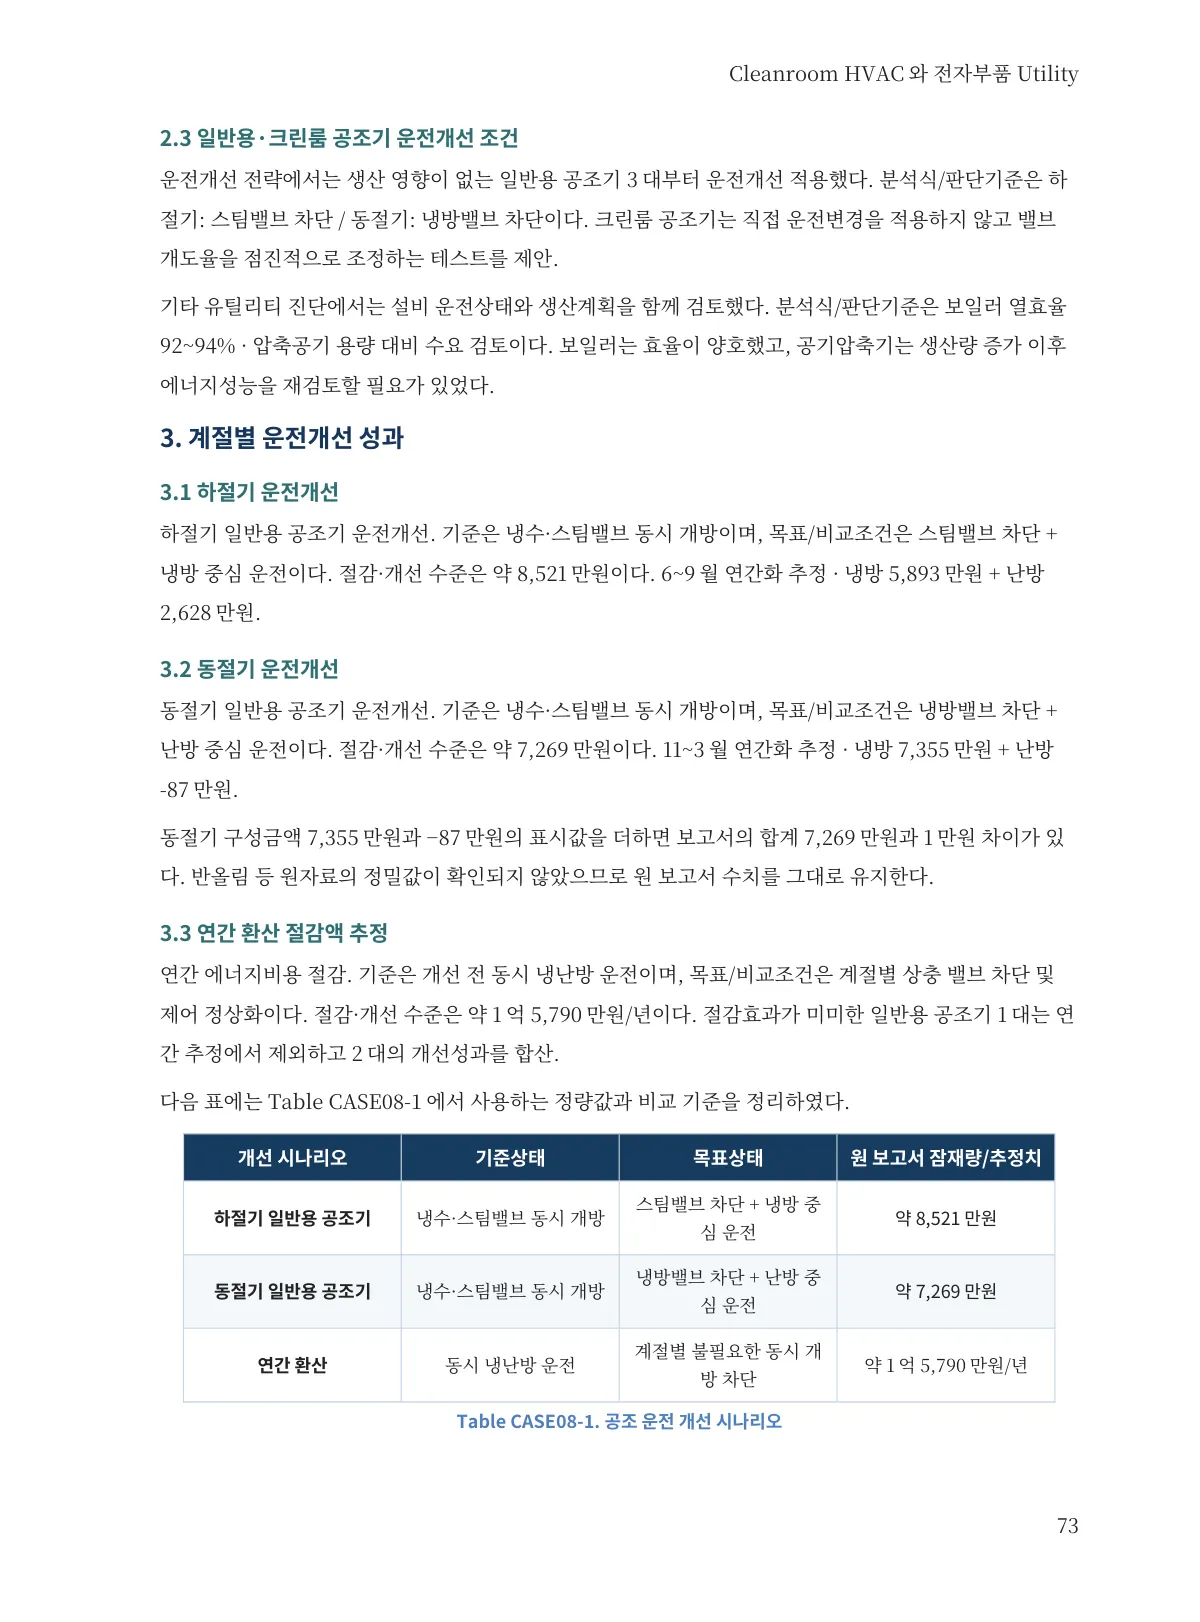 Cleanroom HVAC 와 전자부품 Utility
2.3 일반용·크린룸 공조기 운전개선 조건
운전개선 전략에서는 생산 영향이 없는 일반용 공조기 3 대부터 운전개선 적용했다. 분석식/판단기준은 하
절기: 스팀밸브 차단 / 동절기: 냉방밸브 차단이다. 크린룸 공조기는 직접 운전변경을 적용하지 않고 밸브
개도율을 점진적으로 조정하는 테스트를 제안.
기타 유틸리티 진단에서는 설비 운전상태와 생산계획을 함께 검토했다. 분석식/판단기준은 보일러 열효율
92~94% · 압축공기 용량 대비 수요 검토이다. 보일러는 효율이 양호했고, 공기압축기는 생산량 증가 이후
에너지성능을 재검토할 필요가 있었다.
3. 계절별 운전개선 성과
3.1 하절기 운전개선
하절기 일반용 공조기 운전개선. 기준은 냉수·스팀밸브 동시 개방이며, 목표/비교조건은 스팀밸브 차단 +
냉방 중심 운전이다. 절감·개선 수준은 약 8,521 만원이다. 6~9 월 연간화 추정 · 냉방 5,893 만원 + 난방
2,628 만원.
3.2 동절기 운전개선
동절기 일반용 공조기 운전개선. 기준은 냉수·스팀밸브 동시 개방이며, 목표/비교조건은 냉방밸브 차단 +
난방 중심 운전이다. 절감·개선 수준은 약 7,269 만원이다. 11~3 월 연간화 추정 · 냉방 7,355 만원 + 난방
-87 만원.
동절기 구성금액 7,355 만원과 −87 만원의 표시값을 더하면 보고서의 합계 7,269 만원과 1 만원 차이가 있
다. 반올림 등 원자료의 정밀값이 확인되지 않았으므로 원 보고서 수치를 그대로 유지한다.
3.3 연간 환산 절감액 추정
연간 에너지비용 절감. 기준은 개선 전 동시 냉난방 운전이며, 목표/비교조건은 계절별 상충 밸브 차단 및
제어 정상화이다. 절감·개선 수준은 약 1 억 5,790 만원/년이다. 절감효과가 미미한 일반용 공조기 1 대는 연
간 추정에서 제외하고 2 대의 개선성과를 합산.
다음 표에는 Table CASE08-1 에서 사용하는 정량값과 비교 기준을 정리하였다.
개선 시나리오 기준상태 목표상태 원 보고서 잠재량/추정치
하절기 일반용 공조기 냉수·스팀밸브 동시 개방 스팀밸브 차단 + 냉방 중 약 8,521 만원
심 운전
동절기 일반용 공조기 냉수·스팀밸브 동시 개방 냉방밸브 차단 + 난방 중 약 7,269 만원
심 운전
연간 환산 동시 냉난방 운전 계절별 불필요한 동시 개 약 1 억 5,790 만원/년
방 차단
Table CASE08-1. 공조 운전 개선 시나리오
73